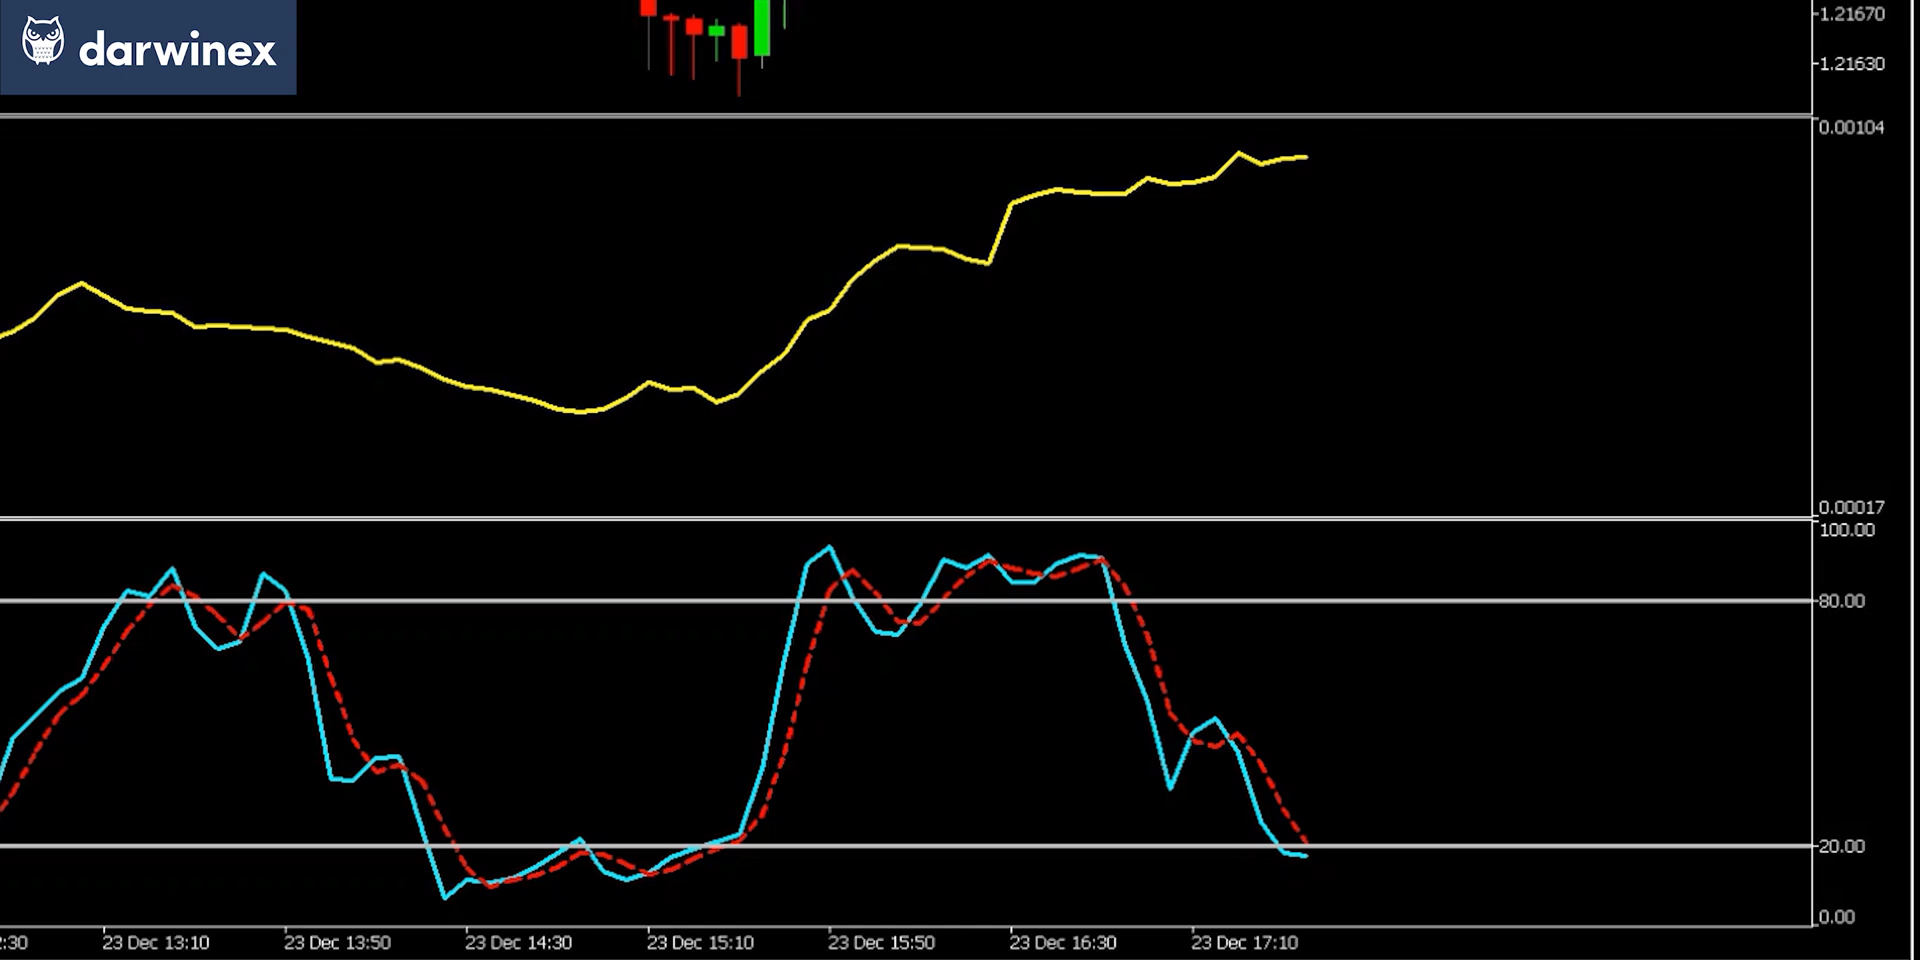 darwinex
1.21670
1.21630
0.00104
0.00017
100.00
80.00
20.00
0.00
:30
23 Dec 13:10
23 Dec 13:50
23 Dec 14:30
23 Dec 15:10
23 Dec 15:50
23 Dec 16:30
23 Dec 17:10